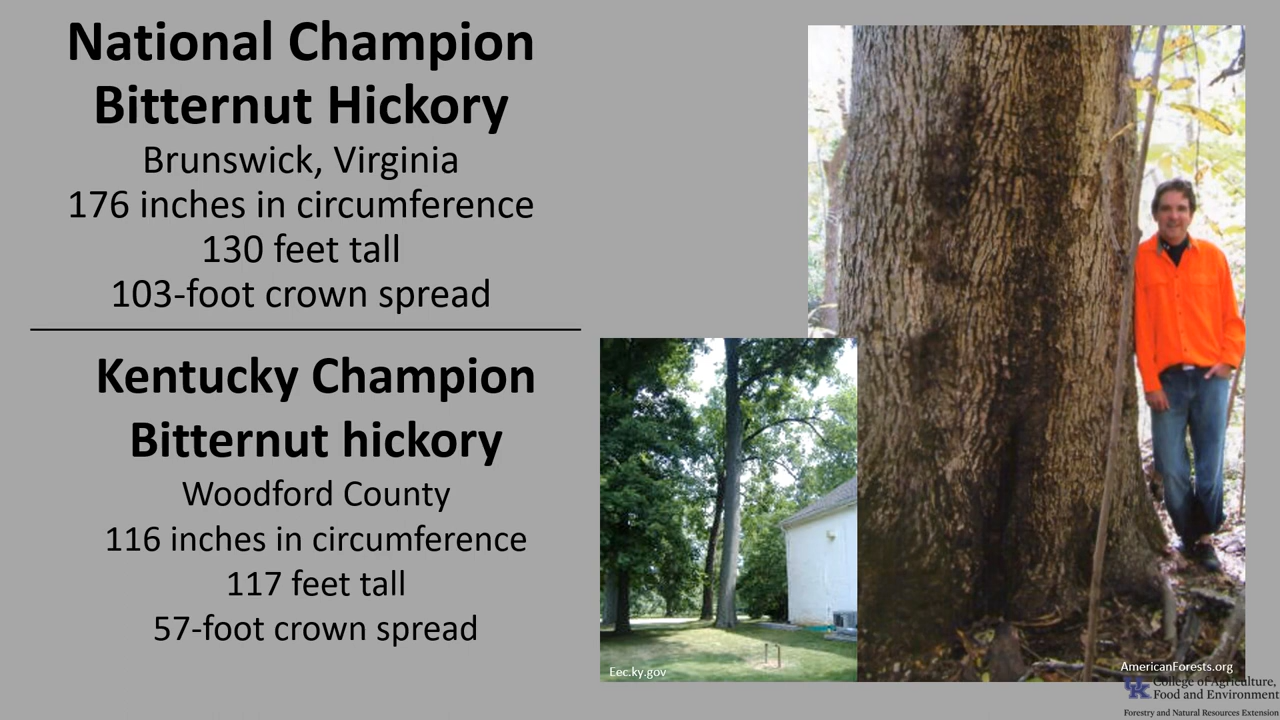 National Champion
Bitternut Hickory
Brunswick, Virginia
176 inches in circumference
130 feet tall
103-foot crown spread
Kentucky Champion
Bitternut hickory
Woodford County
116 inches in circumference
117 feet tall
57-foot crown spread
Eec.ky.gov
AmericanForests.org
UK College of Agriculture,
Food and Environment
Forestry and Natural Resources Extension